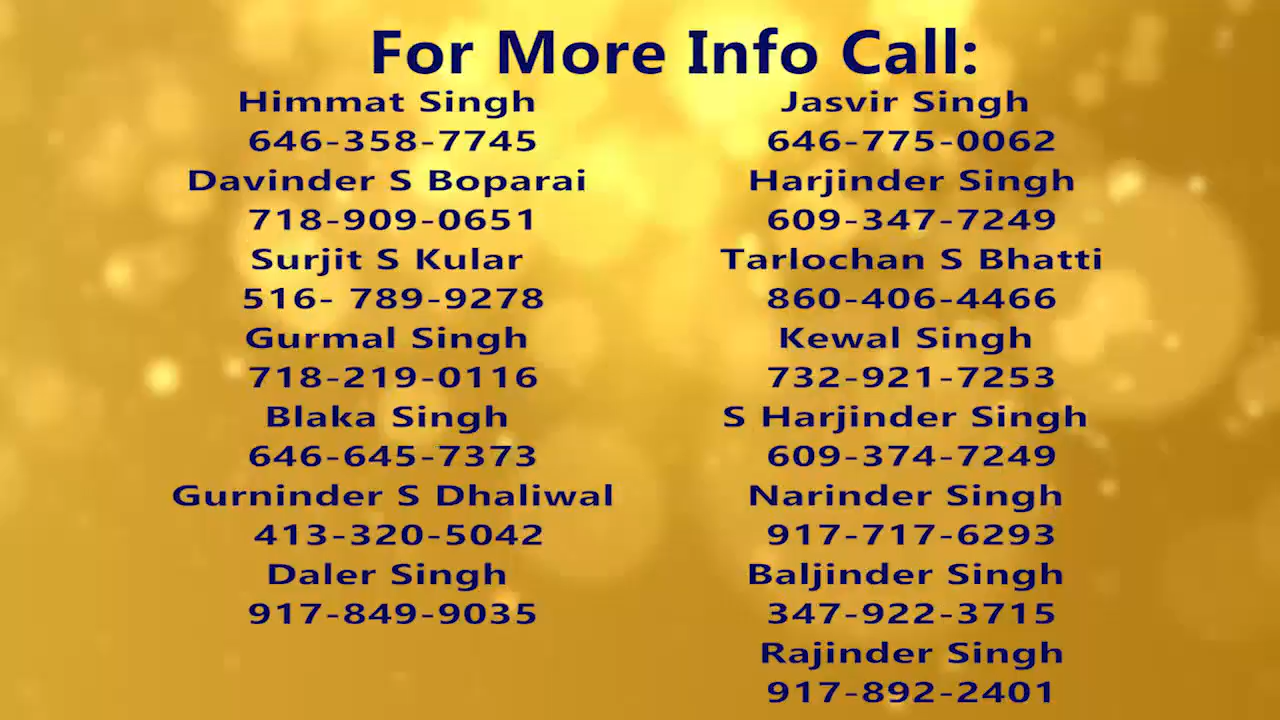 For More Info Call:
Himmat Singh
646-358-7745
Davinder S Boparai
718-909-0651
Surjit S Kular
516- 789-9278
Gurmal Singh
718-219-0116
Blaka Singh
646-645-7373
Gurninder S Dhaliwal
413-320-5042
Daler Singh
917-849-9035
Jasvir Singh
646-775-0062
Harjinder Singh
609-347-7249
Tarlochan S Bhatti
860-406-4466
Kewal Singh
732-921-7253
S Harjinder Singh
609-374-7249
Narinder Singh
917-717-6293
Baljinder Singh
347-922-3715
Rajinder Singh
917-892-2401